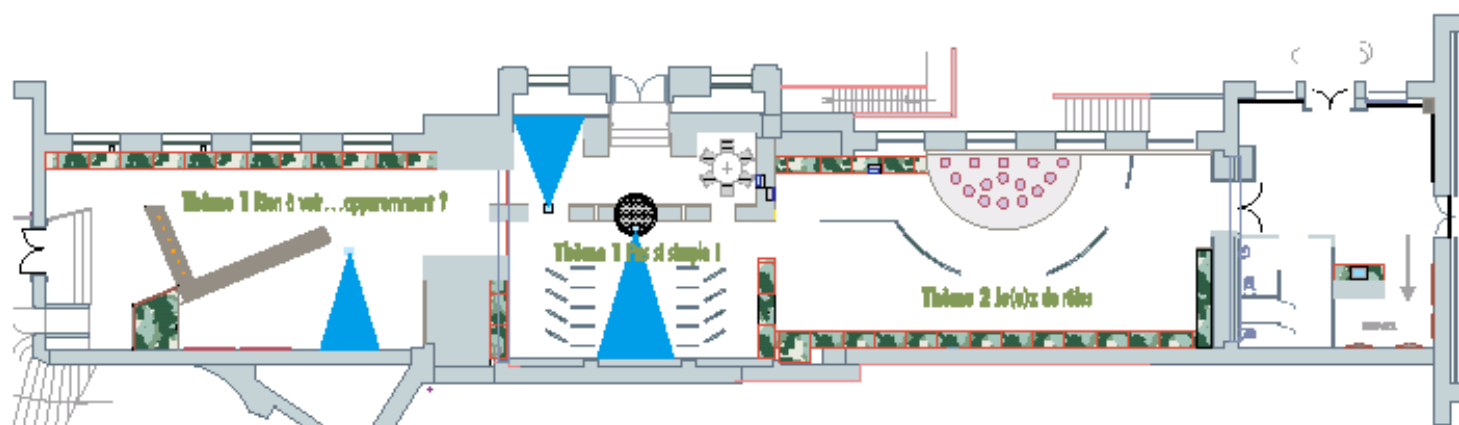 Thème 1 Rien à voir…apparemment ?
Thème 1 Pas si simple !
Thème 2 Je(u)x de rôles